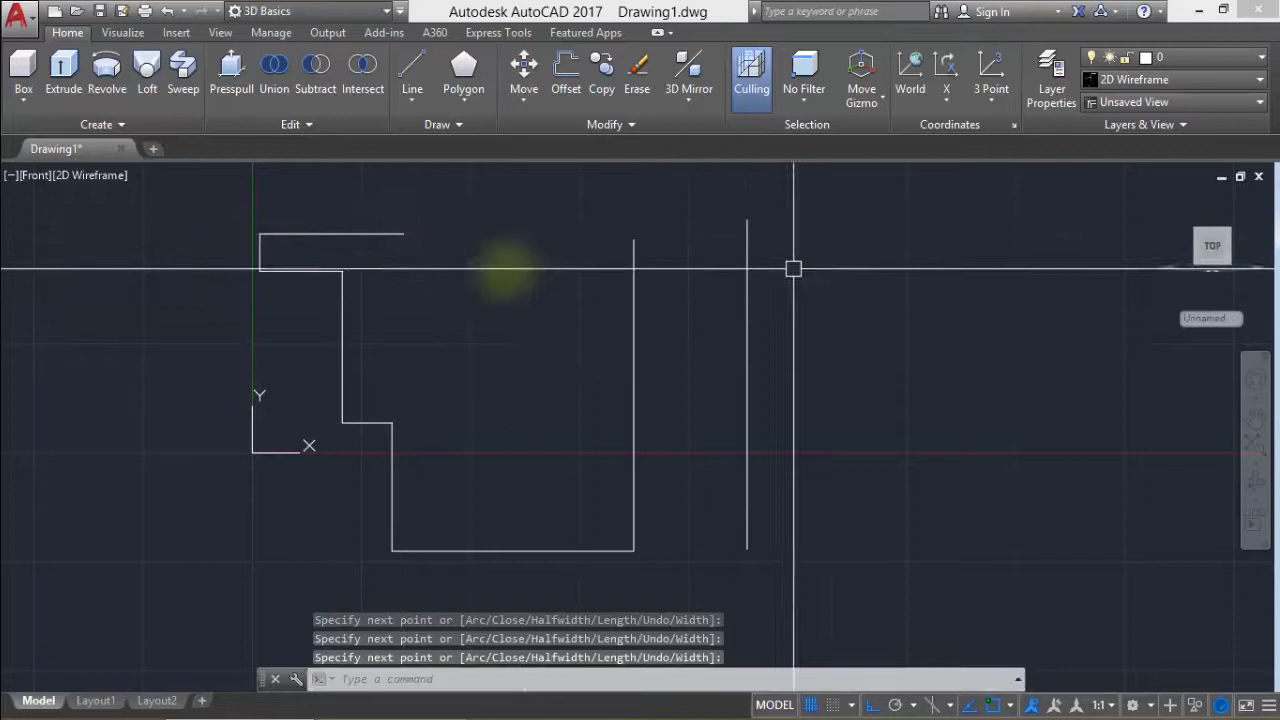 3D Basics
Autodesk AutoCAD 2017 Drawing1.dwg
Type a keyword or phrase
Sign In
Home Visualize Insert View Manage Output Add-ins A360 Express Tools Featured Apps
Box Extrude Revolve Loft Sweep Presspull Union Subtract Intersect Line Polygon Move Offset Copy Erase 3D Mirror Culling No Filter Move Gizmo World X 3 Point Layer Properties
0
2D Wireframe
Unsaved View
Create Edit Draw Modify Selection Coordinates Layers & View
Drawing1*
[−][Front][2D Wireframe]
TOP
Unnamed
Y
X
Specify next point or [Arc/Close/Halfwidth/Length/Undo/Width]:
Specify next point or [Arc/Close/Halfwidth/Length/Undo/Width]:
Specify next point or [Arc/Close/Halfwidth/Length/Undo/Width]:
Type a command
Model Layout1 Layout2
MODEL 1:1